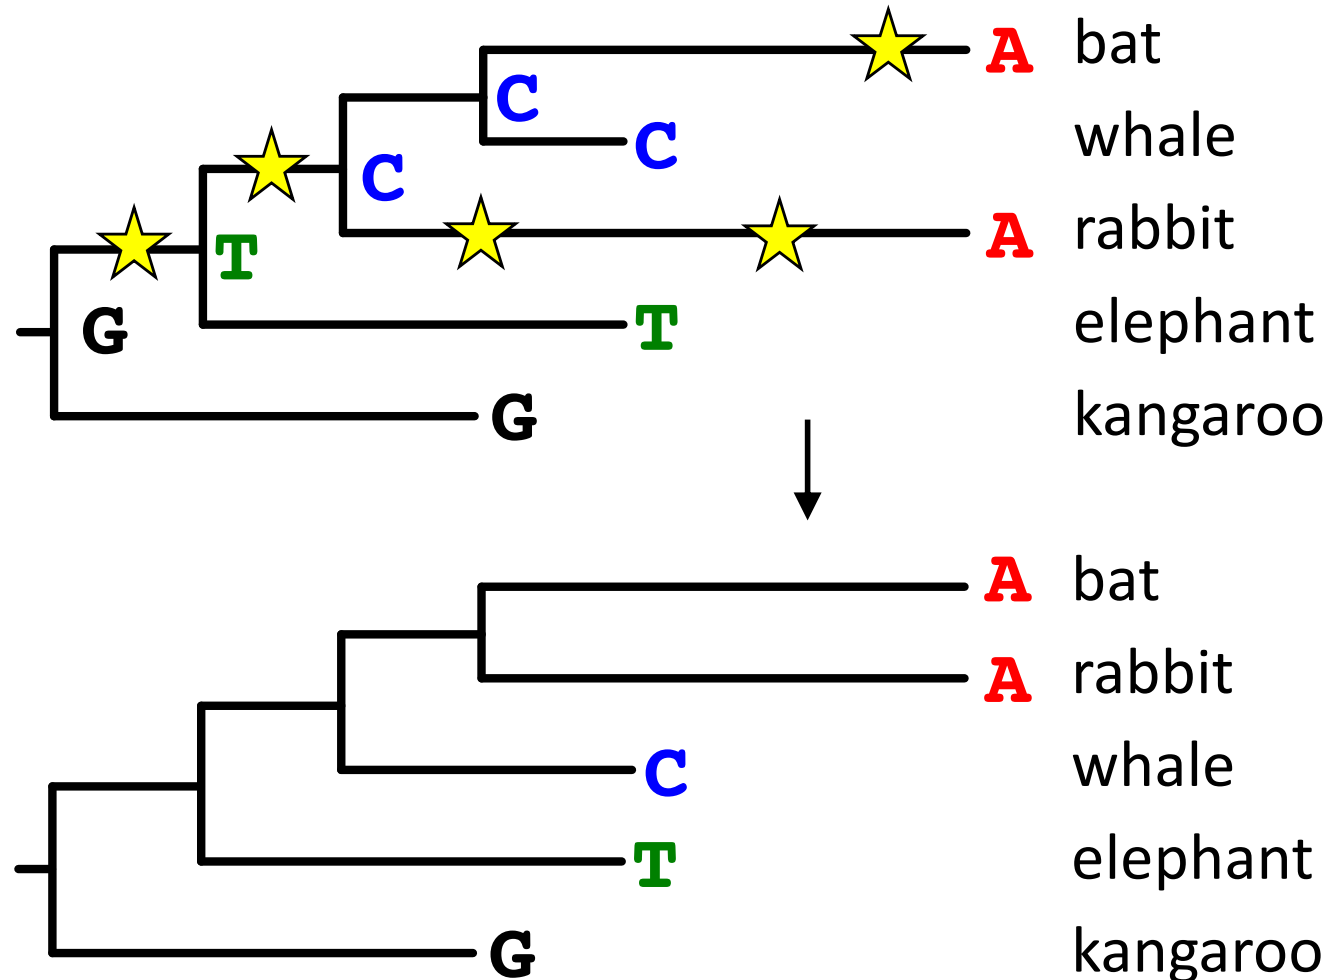 A bat
C
C whale
C
A rabbit
T
T elephant
G
G kangaroo
A bat
A rabbit
C whale
T elephant
G kangaroo